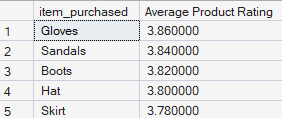 item_purchased Average Product Rating
1 Gloves 3.860000
2 Sandals 3.840000
3 Boots 3.820000
4 Hat 3.800000
5 Skirt 3.780000